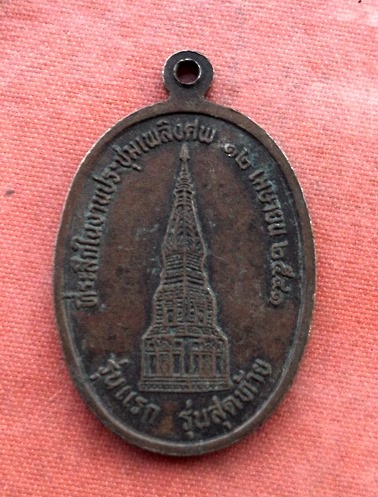 ที่ระลึกในงานประชุมเพลิงศพ ๑๒ เมษายน ๒๕๔๑
รุ่นแรก รุ่นสุดท้าย